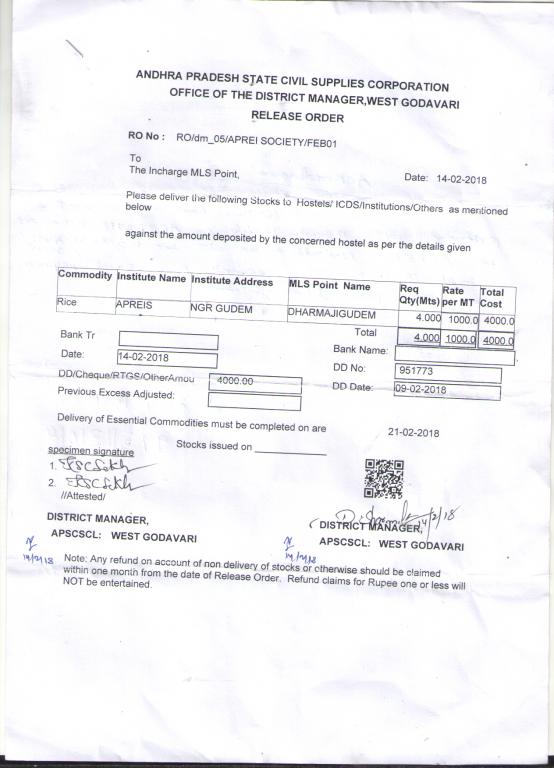 ANDHRA PRADESH STATE CIVIL SUPPLIES CORPORATION
OFFICE OF THE DISTRICT MANAGER,WEST GODAVARI
RELEASE ORDER
RO No : RO/dm_05/APREI SOCIETY/FEB01
To
The Incharge MLS Point,
Date: 14-02-2018
Please deliver the following Stocks to Hostels/ ICDS/Institutions/Others as mentioned
below
against the amount deposited by the concerned hostel as per the details given
Commodity Institute Name Institute Address MLS Point Name Req Qty(Mts) Rate per MT Total Cost
Rice APREIS NGR GUDEM DHARMAJIGUDEM 4.000 1000.0 4000.0
Total 4.000 1000.0 4000.0
Bank Tr
Bank Name:
Date: 14-02-2018
DD No: 951773
DD/Cheque/RTGS/OtherAmou 4000.00
DD Date: 09-02-2018
Previous Excess Adjusted:
Delivery of Essential Commodities must be completed on are 21-02-2018
Stocks issued on
specimen signature
1.
2.
//Attested/
14/2/18
DISTRICT MANAGER,
APSCSCL: WEST GODAVARI
DISTRICT MANAGER,
APSCSCL: WEST GODAVARI
14/2/18
14/2/18
Note: Any refund on account of non delivery of stocks or otherwise should be claimed
within one month from the date of Release Order. Refund claims for Rupee one or less will
NOT be entertained.